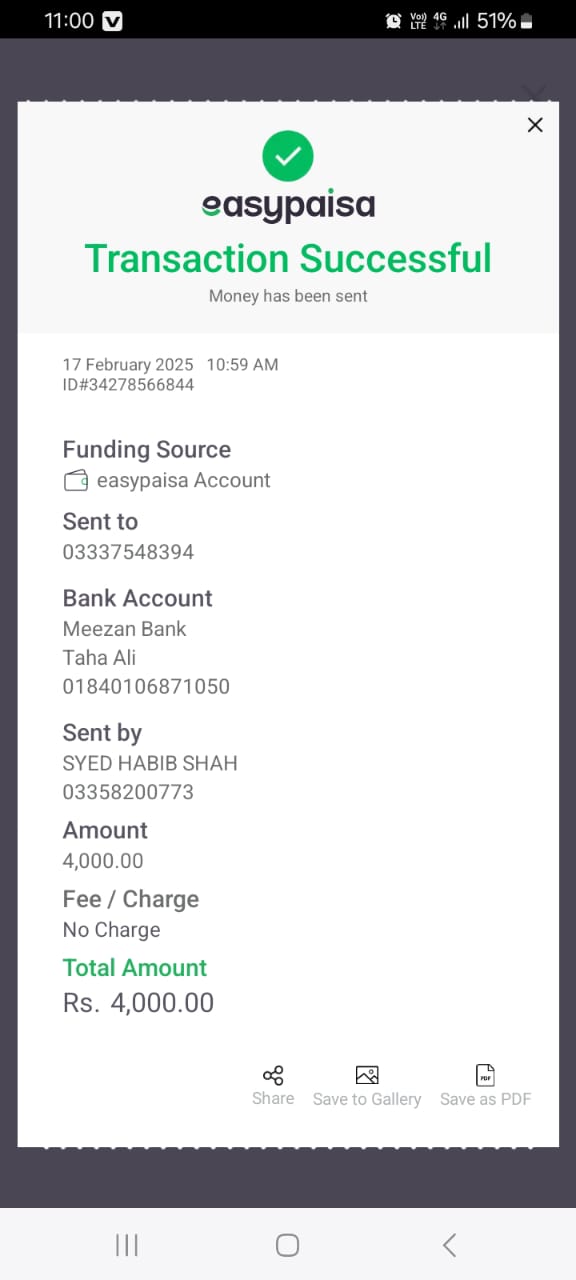 11:00 V Vo)) LTE 4G 51%
easypaisa
Transaction Successful
Money has been sent
17 February 2025 10:59 AM
ID#34278566844
Funding Source
easypaisa Account
Sent to
03337548394
Bank Account
Meezan Bank
Taha Ali
01840106871050
Sent by
SYED HABIB SHAH
03358200773
Amount
4,000.00
Fee / Charge
No Charge
Total Amount
Rs. 4,000.00
PDF
Share Save to Gallery Save as PDF